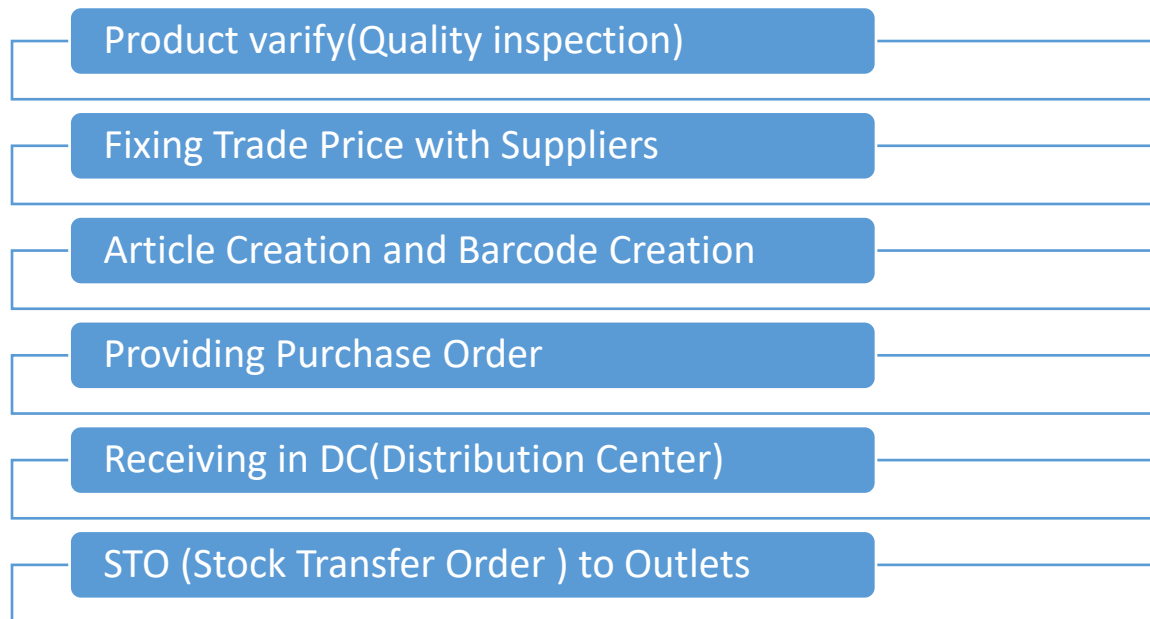 Product varify(Quality inspection)
Fixing Trade Price with Suppliers
Article Creation and Barcode Creation
Providing Purchase Order
Receiving in DC(Distribution Center)
STO (Stock Transfer Order ) to Outlets